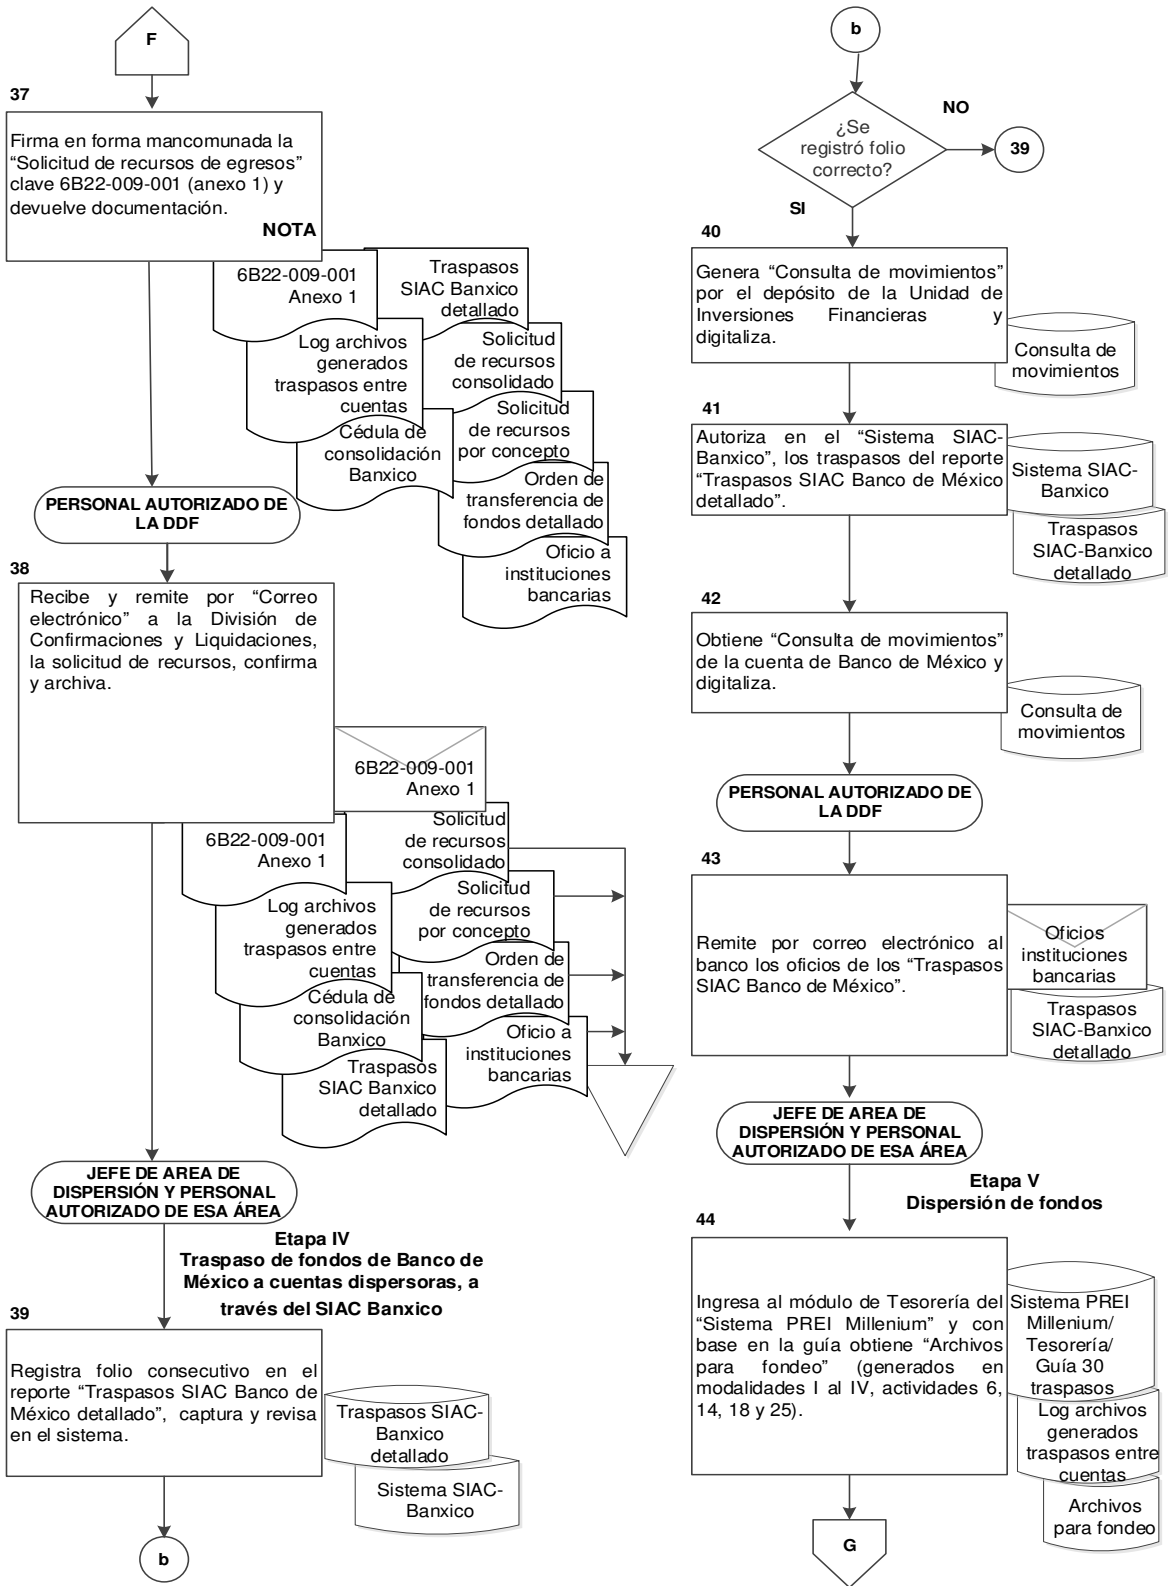 F
37
Firma en forma mancomunada la
“Solicitud de recursos de egresos”
clave 6B22-009-001 (anexo 1) y
devuelve documentación.
NOTA
6B22-009-001
Anexo 1
Traspasos
SIAC Banxico
detallado
Log archivos
generados
traspasos entre
cuentas
Solicitud
de recursos
consolidado
Cédula de
consolidación
Banxico
Solicitud
de recursos
por concepto
Orden de
transferencia de
fondos detallado
Oficio a
instituciones
bancarias
PERSONAL AUTORIZADO DE
LA DDF
38
Recibe y remite por “Correo
electrónico” a la División de
Confirmaciones y Liquidaciones,
la solicitud de recursos, confirma
y archiva.
6B22-009-001
Anexo 1
6B22-009-001
Anexo 1
Solicitud
de recursos
consolidado
Log archivos
generados
traspasos entre
cuentas
Solicitud
de recursos
por concepto
Cédula de
consolidación
Banxico
Orden de
transferencia de
fondos detallado
Traspasos
SIAC Banxico
detallado
Oficio a
instituciones
bancarias
JEFE DE AREA DE
DISPERSIÓN Y PERSONAL
AUTORIZADO DE ESA ÁREA
Etapa IV
Traspaso de fondos de Banco de
México a cuentas dispersoras, a
través del SIAC Banxico
39
Registra folio consecutivo en el
reporte “Traspasos SIAC Banco de
México detallado”, captura y revisa
en el sistema.
Traspasos SIAC-
Banxico
detallado
Sistema SIAC-
Banxico
b
b
¿Se
registró folio
correcto?
NO
39
SI
40
Genera “Consulta de movimientos”
por el depósito de la Unidad de
Inversiones Financieras y
digitaliza.
Consulta de
movimientos
41
Autoriza en el “Sistema SIAC-
Banxico”, los traspasos del reporte
“Traspasos SIAC Banco de México
detallado”.
Sistema SIAC-
Banxico
Traspasos
SIAC-Banxico
detallado
42
Obtiene “Consulta de movimientos”
de la cuenta de Banco de México y
digitaliza.
Consulta de
movimientos
PERSONAL AUTORIZADO DE
LA DDF
43
Remite por correo electrónico al
banco los oficios de los “Traspasos
SIAC Banco de México”.
Oficios
instituciones
bancarias
Traspasos
SIAC-Banxico
detallado
JEFE DE AREA DE
DISPERSIÓN Y PERSONAL
AUTORIZADO DE ESA ÁREA
Etapa V
Dispersión de fondos
44
Ingresa al módulo de Tesorería del
“Sistema PREI Millenium” y con
base en la guía obtiene “Archivos
para fondeo” (generados en
modalidades I al IV, actividades 6,
14, 18 y 25).
Sistema PREI
Millenium/
Tesorería/
Guía 30
traspasos
Log archivos
generados
traspasos entre
cuentas
Archivos
para fondeo
G